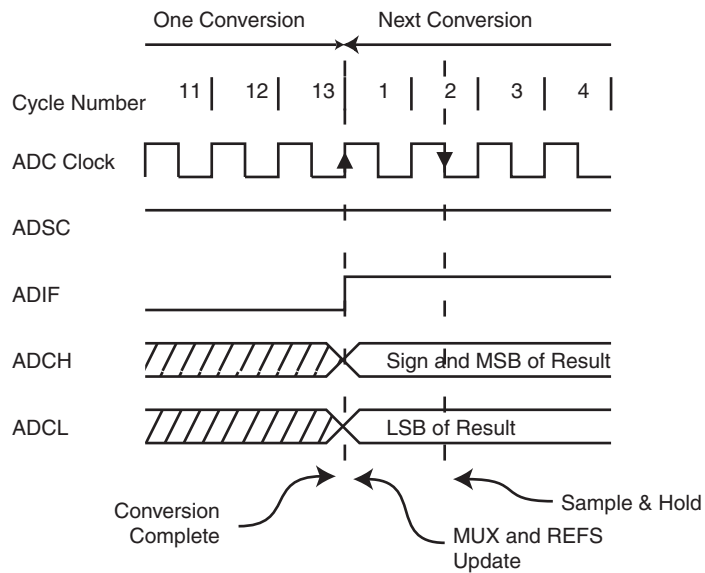 One Conversion Next Conversion
Cycle Number 11 12 13 1 2 3 4
ADC Clock
ADSC
ADIF
ADCH Sign and MSB of Result
ADCL LSB of Result
Conversion
Complete
MUX and REFS
Update
Sample & Hold